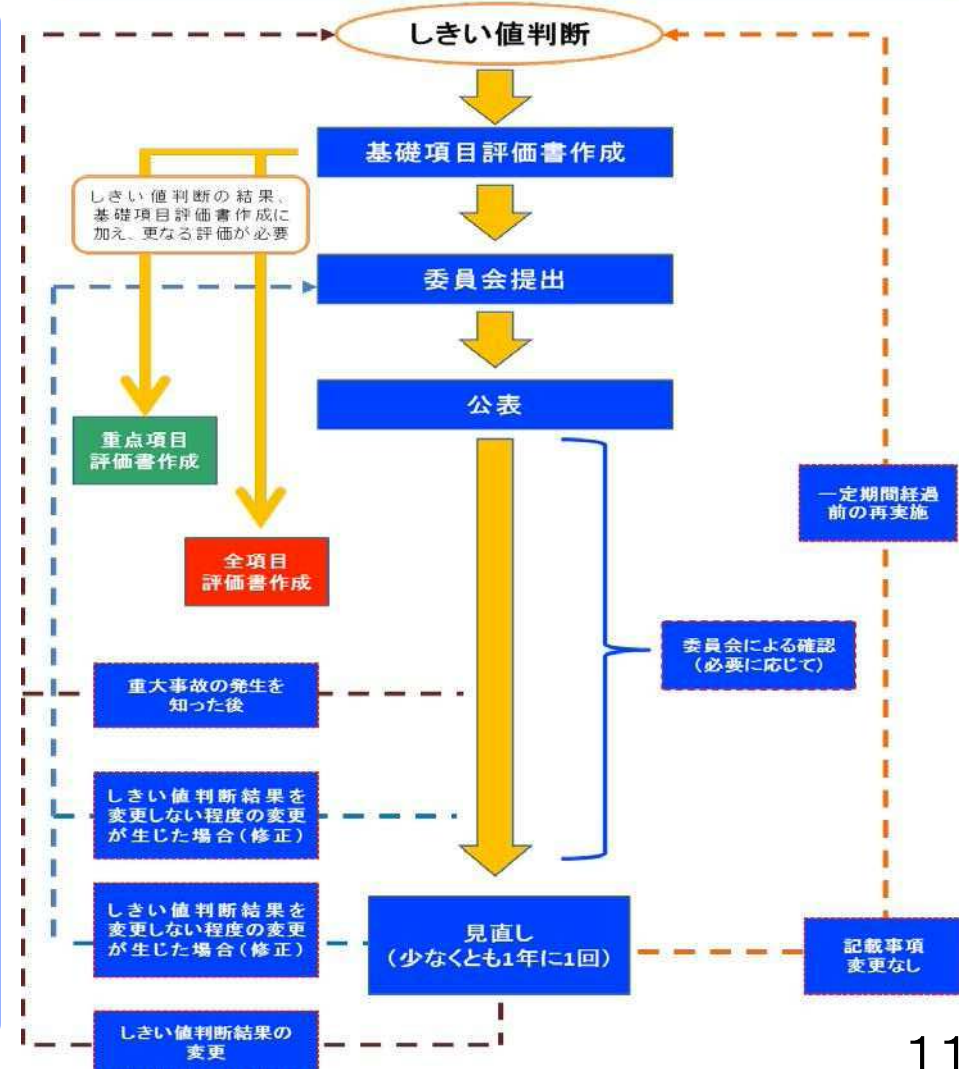 しきい値判断
基礎項目評価書作成
しきい値判断の結果、
基礎項目評価書作成に
加え、更なる評価が必要
委員会提出
公表
重点項目
評価書作成
一定期間経過
前の再実施
全項目
評価書作成
委員会による確認
(必要に応じて)
重大事故の発生を
知った後
しきい値判断結果を
変更しない程度の変更
が生じた場合(修正)
しきい値判断結果を
変更しない程度の変更
が生じた場合(修正)
見直し
(少なくとも1年に1回)
記載事項
変更なし
しきい値判断結果の
変更
11